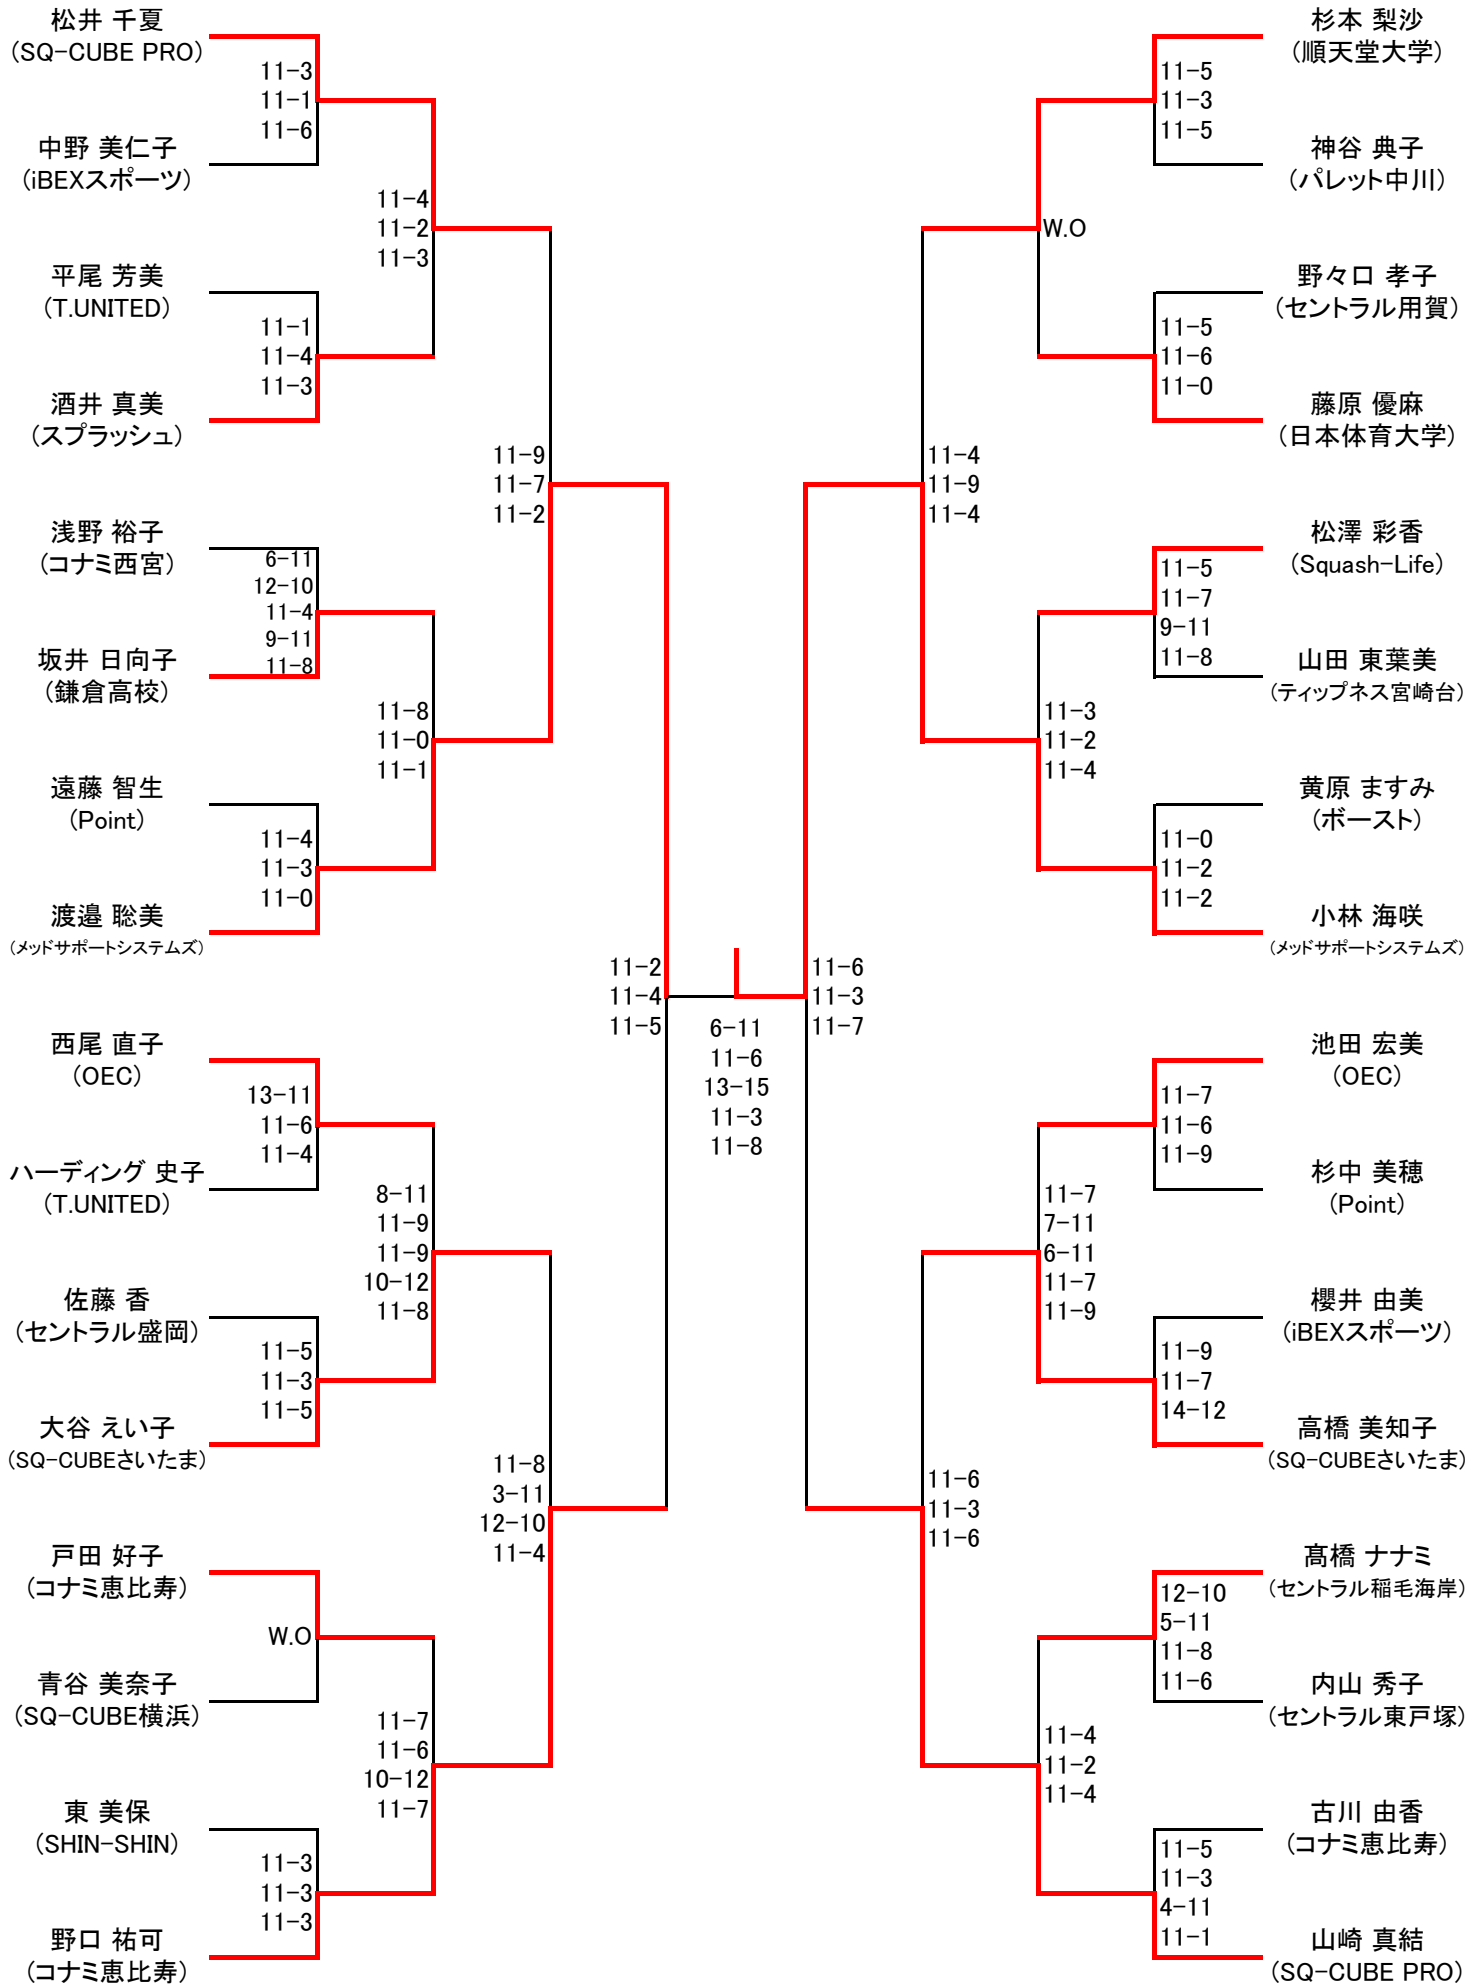 松井 千夏
(SQ-CUBE PRO)
11-3
11-1
11-6
中野 美仁子
(iBEXスポーツ)
11-4
11-2
11-3
平尾 芳美
(T.UNITED)
11-1
11-4
11-3
酒井 真美
(スプラッシュ)
11-9
11-7
11-2
浅野 裕子
(コナミ西宮)
6-11
12-10
11-4
9-11
11-8
坂井 日向子
(鎌倉高校)
11-8
11-0
11-1
遠藤 智生
(Point)
11-4
11-3
11-0
渡邉 聡美
(メッドサポートシステムズ)
11-2
11-4
11-5
西尾 直子
(OEC)
13-11
11-6
11-4
ハーディング 史子
(T.UNITED)
8-11
11-9
11-9
10-12
11-8
佐藤 香
(セントラル盛岡)
11-5
11-3
11-5
大谷 えい子
(SQ-CUBEさいたま)
11-8
3-11
12-10
11-4
戸田 好子
(コナミ恵比寿)
W.O
青谷 美奈子
(SQ-CUBE横浜)
11-7
11-6
10-12
11-7
東 美保
(SHIN-SHIN)
11-3
11-3
11-3
野口 祐可
(コナミ恵比寿)
6-11
11-6
13-15
11-3
11-8
杉本 梨沙
(順天堂大学)
11-5
11-3
11-5
神谷 典子
(パレット中川)
W.O
野々口 孝子
(セントラル用賀)
11-5
11-6
11-0
藤原 優麻
(日本体育大学)
11-4
11-9
11-4
松澤 彩香
(Squash-Life)
11-5
11-7
9-11
11-8
山田 東葉美
(ティップネス宮崎台)
11-3
11-2
11-4
黄原 ますみ
(ボースト)
11-0
11-2
11-2
小林 海咲
(メッドサポートシステムズ)
11-6
11-3
11-7
池田 宏美
(OEC)
11-7
11-6
11-9
杉中 美穂
(Point)
11-7
7-11
6-11
11-7
11-9
櫻井 由美
(iBEXスポーツ)
11-9
11-7
14-12
高橋 美知子
(SQ-CUBEさいたま)
11-6
11-3
11-6
髙橋 ナナミ
(セントラル稲毛海岸)
12-10
5-11
11-8
11-6
内山 秀子
(セントラル東戸塚)
11-4
11-2
11-4
古川 由香
(コナミ恵比寿)
11-5
11-3
4-11
11-1
山崎 真結
(SQ-CUBE PRO)